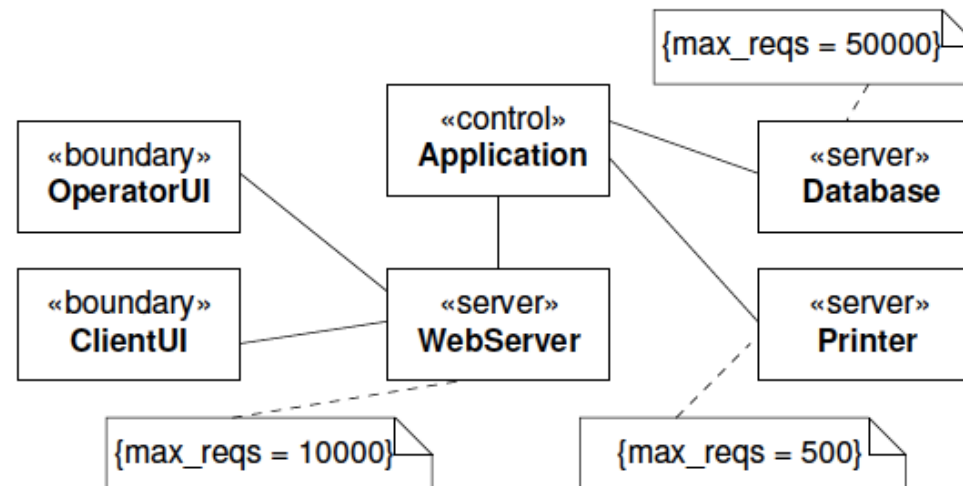 {max_reqs = 50000}
«control»
Application
«boundary»
OperatorUI
«server»
Database
«boundary»
ClientUI
«server»
WebServer
«server»
Printer
{max_reqs = 10000}
{max_reqs = 500}